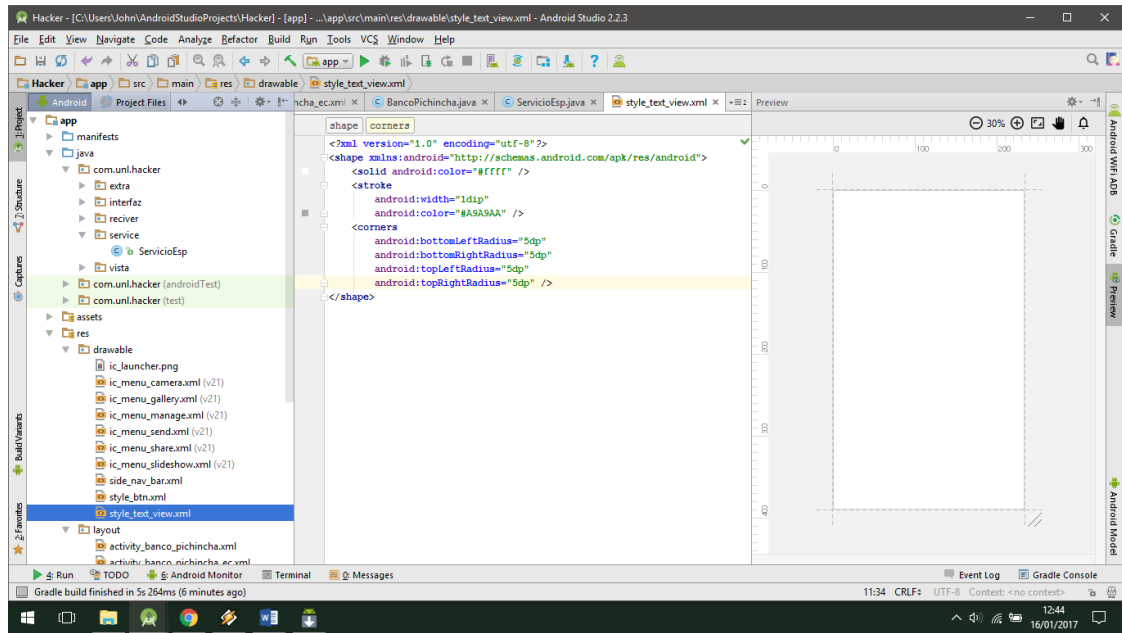 Hacker - [C:\Users\John\AndroidStudioProjects\Hacker] - [app] - ...\app\src\main\res\drawable\style_text_view.xml - Android Studio 2.2.3
File Edit View Navigate Code Analyze Refactor Build Run Tools VCS Window Help
app
Hacker app src main res drawable style_text_view.xml
Android Project Files ncha_ec.xml BancoPichincha.java ServicioEsp.java style_text_view.xml Preview
1: Project
2: Structure
Captures
Build Variants
2: Favorites
app
manifests
java
com.unl.hacker
extra
interfaz
reciver
service
ServicioEsp
vista
com.unl.hacker (androidTest)
com.unl.hacker (test)
assets
res
drawable
ic_launcher.png
ic_menu_camera.xml (v21)
ic_menu_gallery.xml (v21)
ic_menu_manage.xml (v21)
ic_menu_send.xml (v21)
ic_menu_share.xml (v21)
ic_menu_slideshow.xml (v21)
side_nav_bar.xml
style_btn.xml
style_text_view.xml
layout
activity_banco_pichincha.xml
activity_banco_pichincha_ec.xml
shape corners
<?xml version="1.0" encoding="utf-8"?>
<shape xmlns:android="http://schemas.android.com/apk/res/android">
<solid android:color="#ffff" />
<stroke
android:width="1dip"
android:color="#A9A9AA" />
<corners
android:bottomLeftRadius="5dp"
android:bottomRightRadius="5dp"
android:topLeftRadius="5dp"
android:topRightRadius="5dp" />
</shape>
30%
0 100 200 300
0
100
200
300
400
Android WiFi ADB
Gradle
Preview
Android Model
4: Run TODO 6: Android Monitor Terminal 0: Messages Event Log Gradle Console
Gradle build finished in 5s 264ms (6 minutes ago) 11:34 CRLF UTF-8 Context: <no context>
12:44
16/01/2017